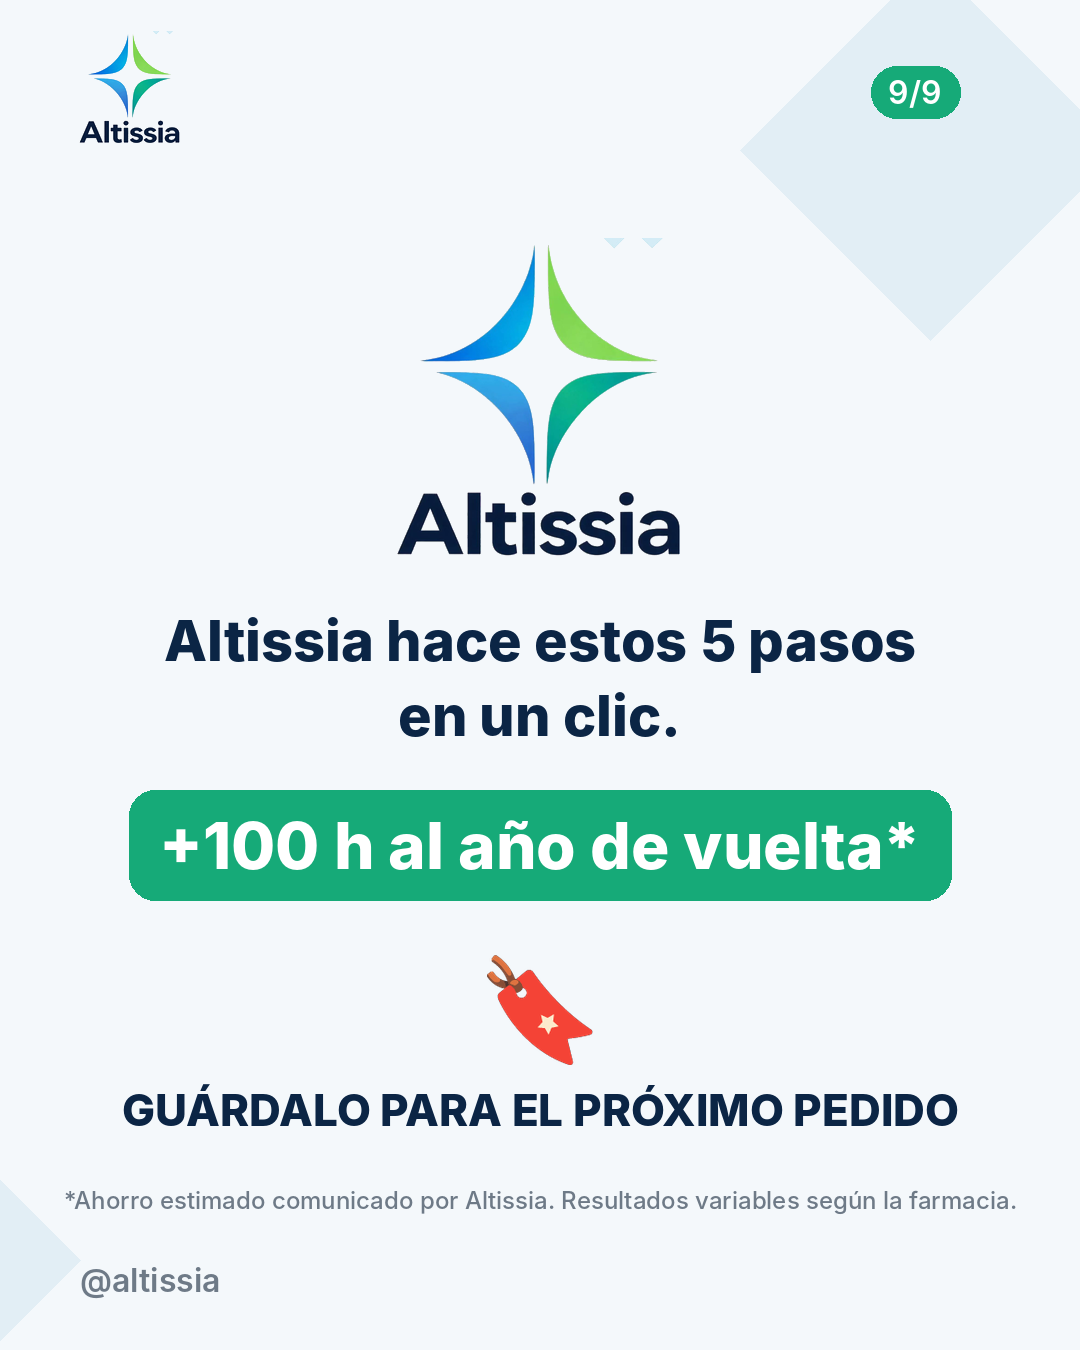 Altissia
9/9
Altissia
Altissia hace estos 5 pasos
en un clic.
+100 h al año de vuelta*
GUÁRDALO PARA EL PRÓXIMO PEDIDO
*Ahorro estimado comunicado por Altissia. Resultados variables según la farmacia.
@altissia